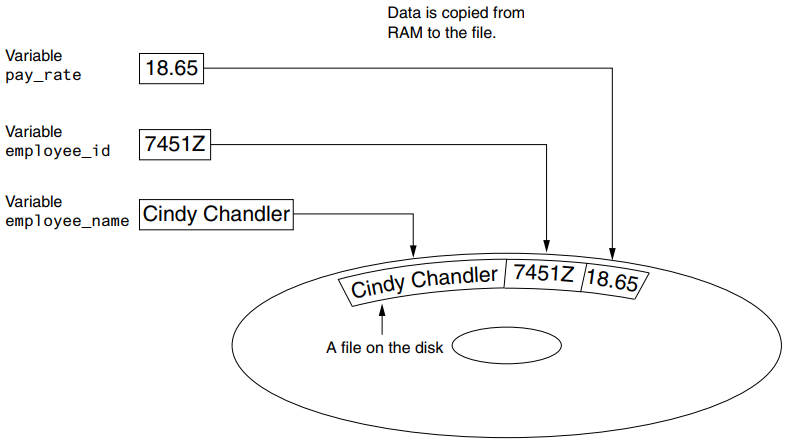 Data is copied from
RAM to the file.
Variable
pay_rate
18.65
Variable
employee_id
7451Z
Variable
employee_name
Cindy Chandler
Cindy Chandler
7451Z
18.65
A file on the disk